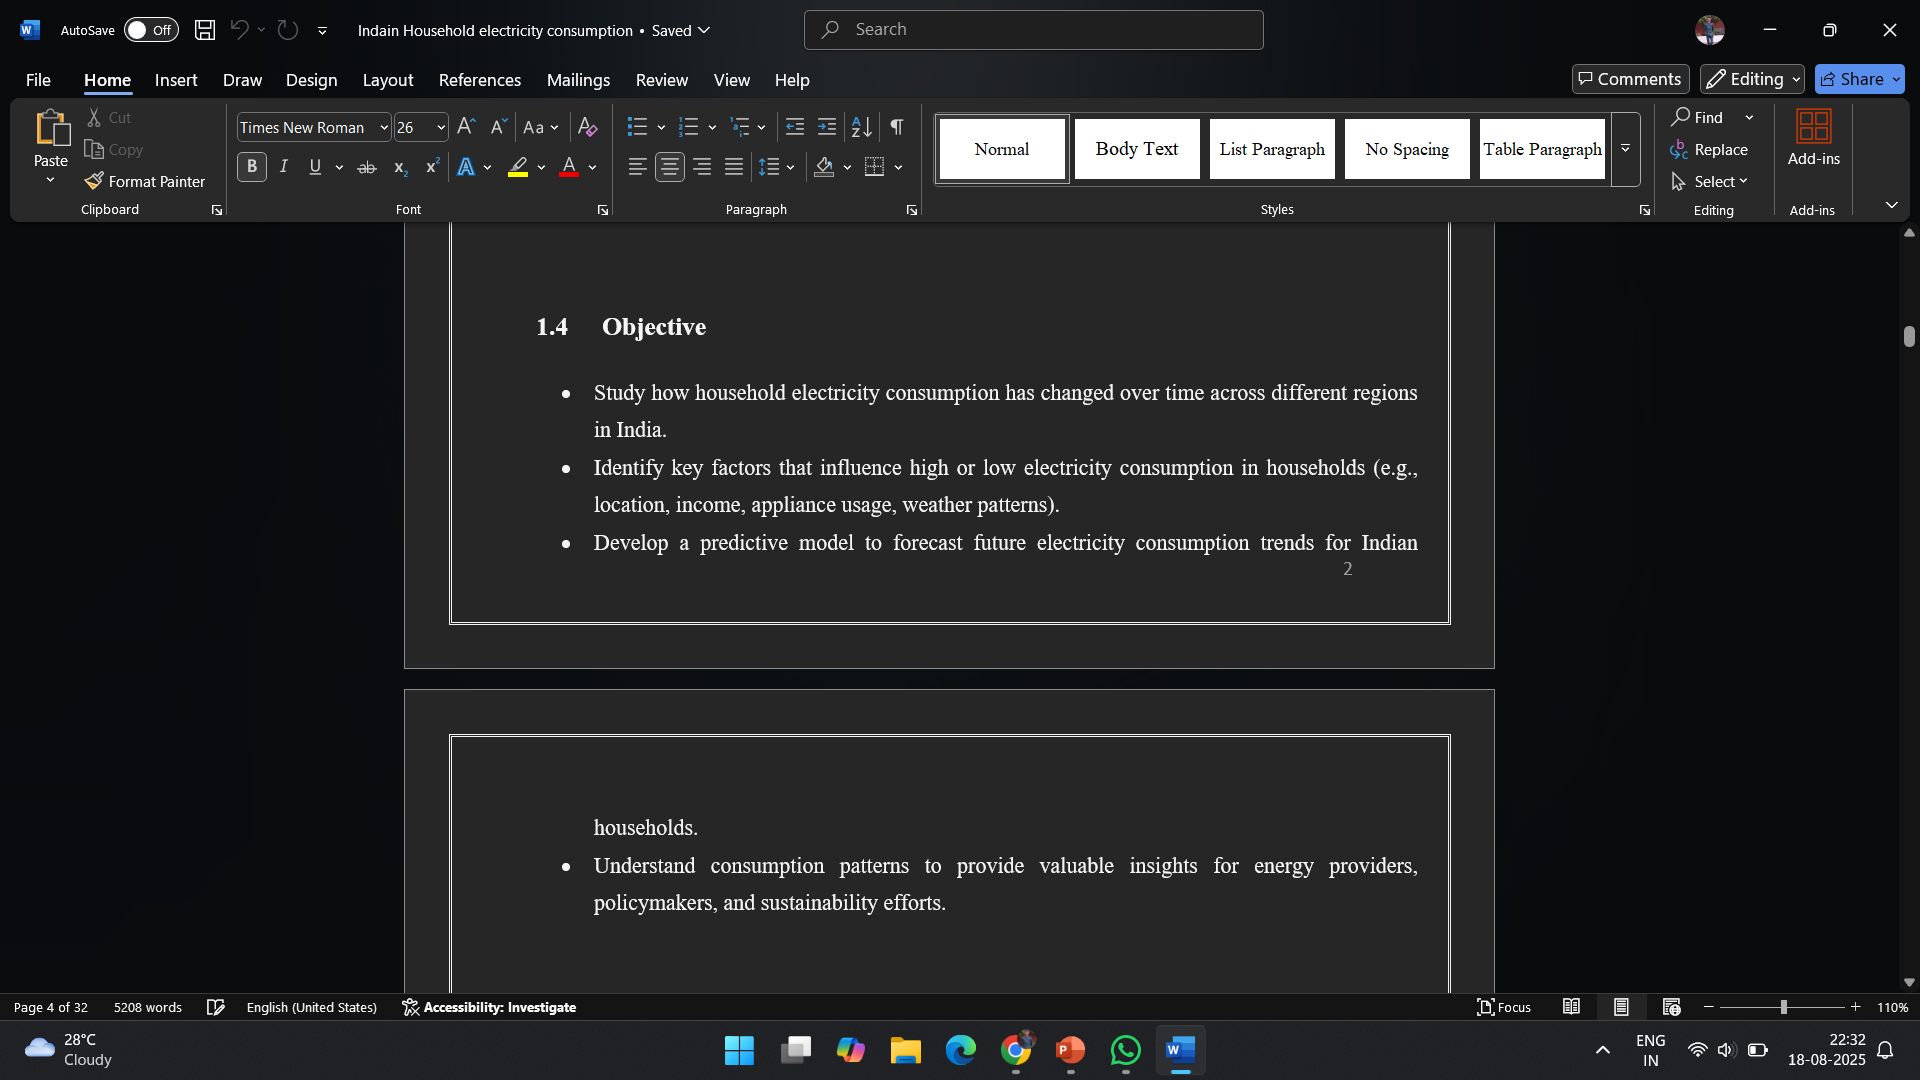 AutoSave Off Indain Household electricity consumption • Saved Search
File Home Insert Draw Design Layout References Mailings Review View Help Comments Editing Share
Paste Cut Copy Format Painter Clipboard
Times New Roman 26 Font
Paragraph
Normal Body Text List Paragraph No Spacing Table Paragraph Styles
Find Replace Select Editing
Add-ins Add-ins
1.4 Objective
• Study how household electricity consumption has changed over time across different regions
in India.
• Identify key factors that influence high or low electricity consumption in households (e.g.,
location, income, appliance usage, weather patterns).
• Develop a predictive model to forecast future electricity consumption trends for Indian
2
households.
• Understand consumption patterns to provide valuable insights for energy providers,
policymakers, and sustainability efforts.
Page 4 of 32 5208 words English (United States) Accessibility: Investigate Focus 110%
28°C
Cloudy
ENG
IN
22:32
18-08-2025